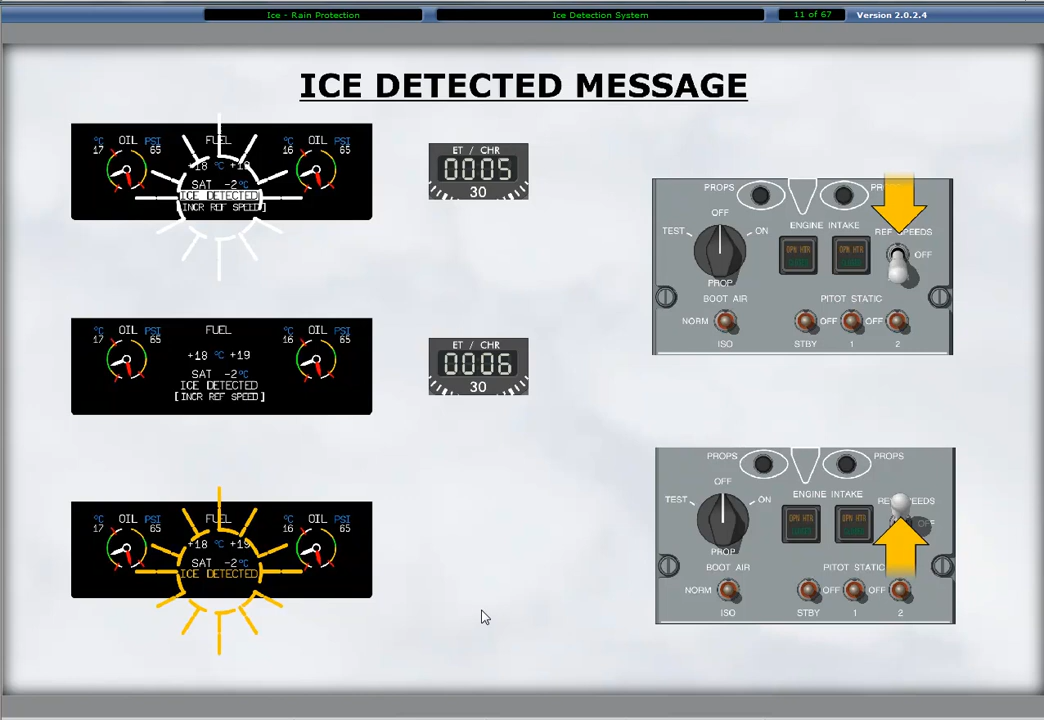 Ice - Rain Protection
Ice Detection System
11 of 67
Version 2.0.2.4
ICE DETECTED MESSAGE
°C OIL PSI FUEL °C OIL PSI
17 65 16 65
+18 °C +19
SAT -2°C
ICE DETECTED
[INCR REF SPEED]
ET / CHR
0005
30
PROPS
OFF ENGINE INTAKE REF SPEEDS
TEST ON OFF
PROP
BOOT AIR PITOT STATIC
NORM OFF OFF
ISO STBY 1 2
°C OIL PSI FUEL °C OIL PSI
17 65 16 65
+18 °C +19
SAT -2°C
ICE DETECTED
[INCR REF SPEED]
ET / CHR
0006
30
°C OIL PSI FUEL °C OIL PSI
17 65 16 65
+18 °C +19
SAT -2°C
ICE DETECTED
PROPS PROPS
OFF ENGINE INTAKE
TEST ON OFF
PROP
BOOT AIR PITOT STATIC
NORM OFF OFF
ISO STBY 1 2